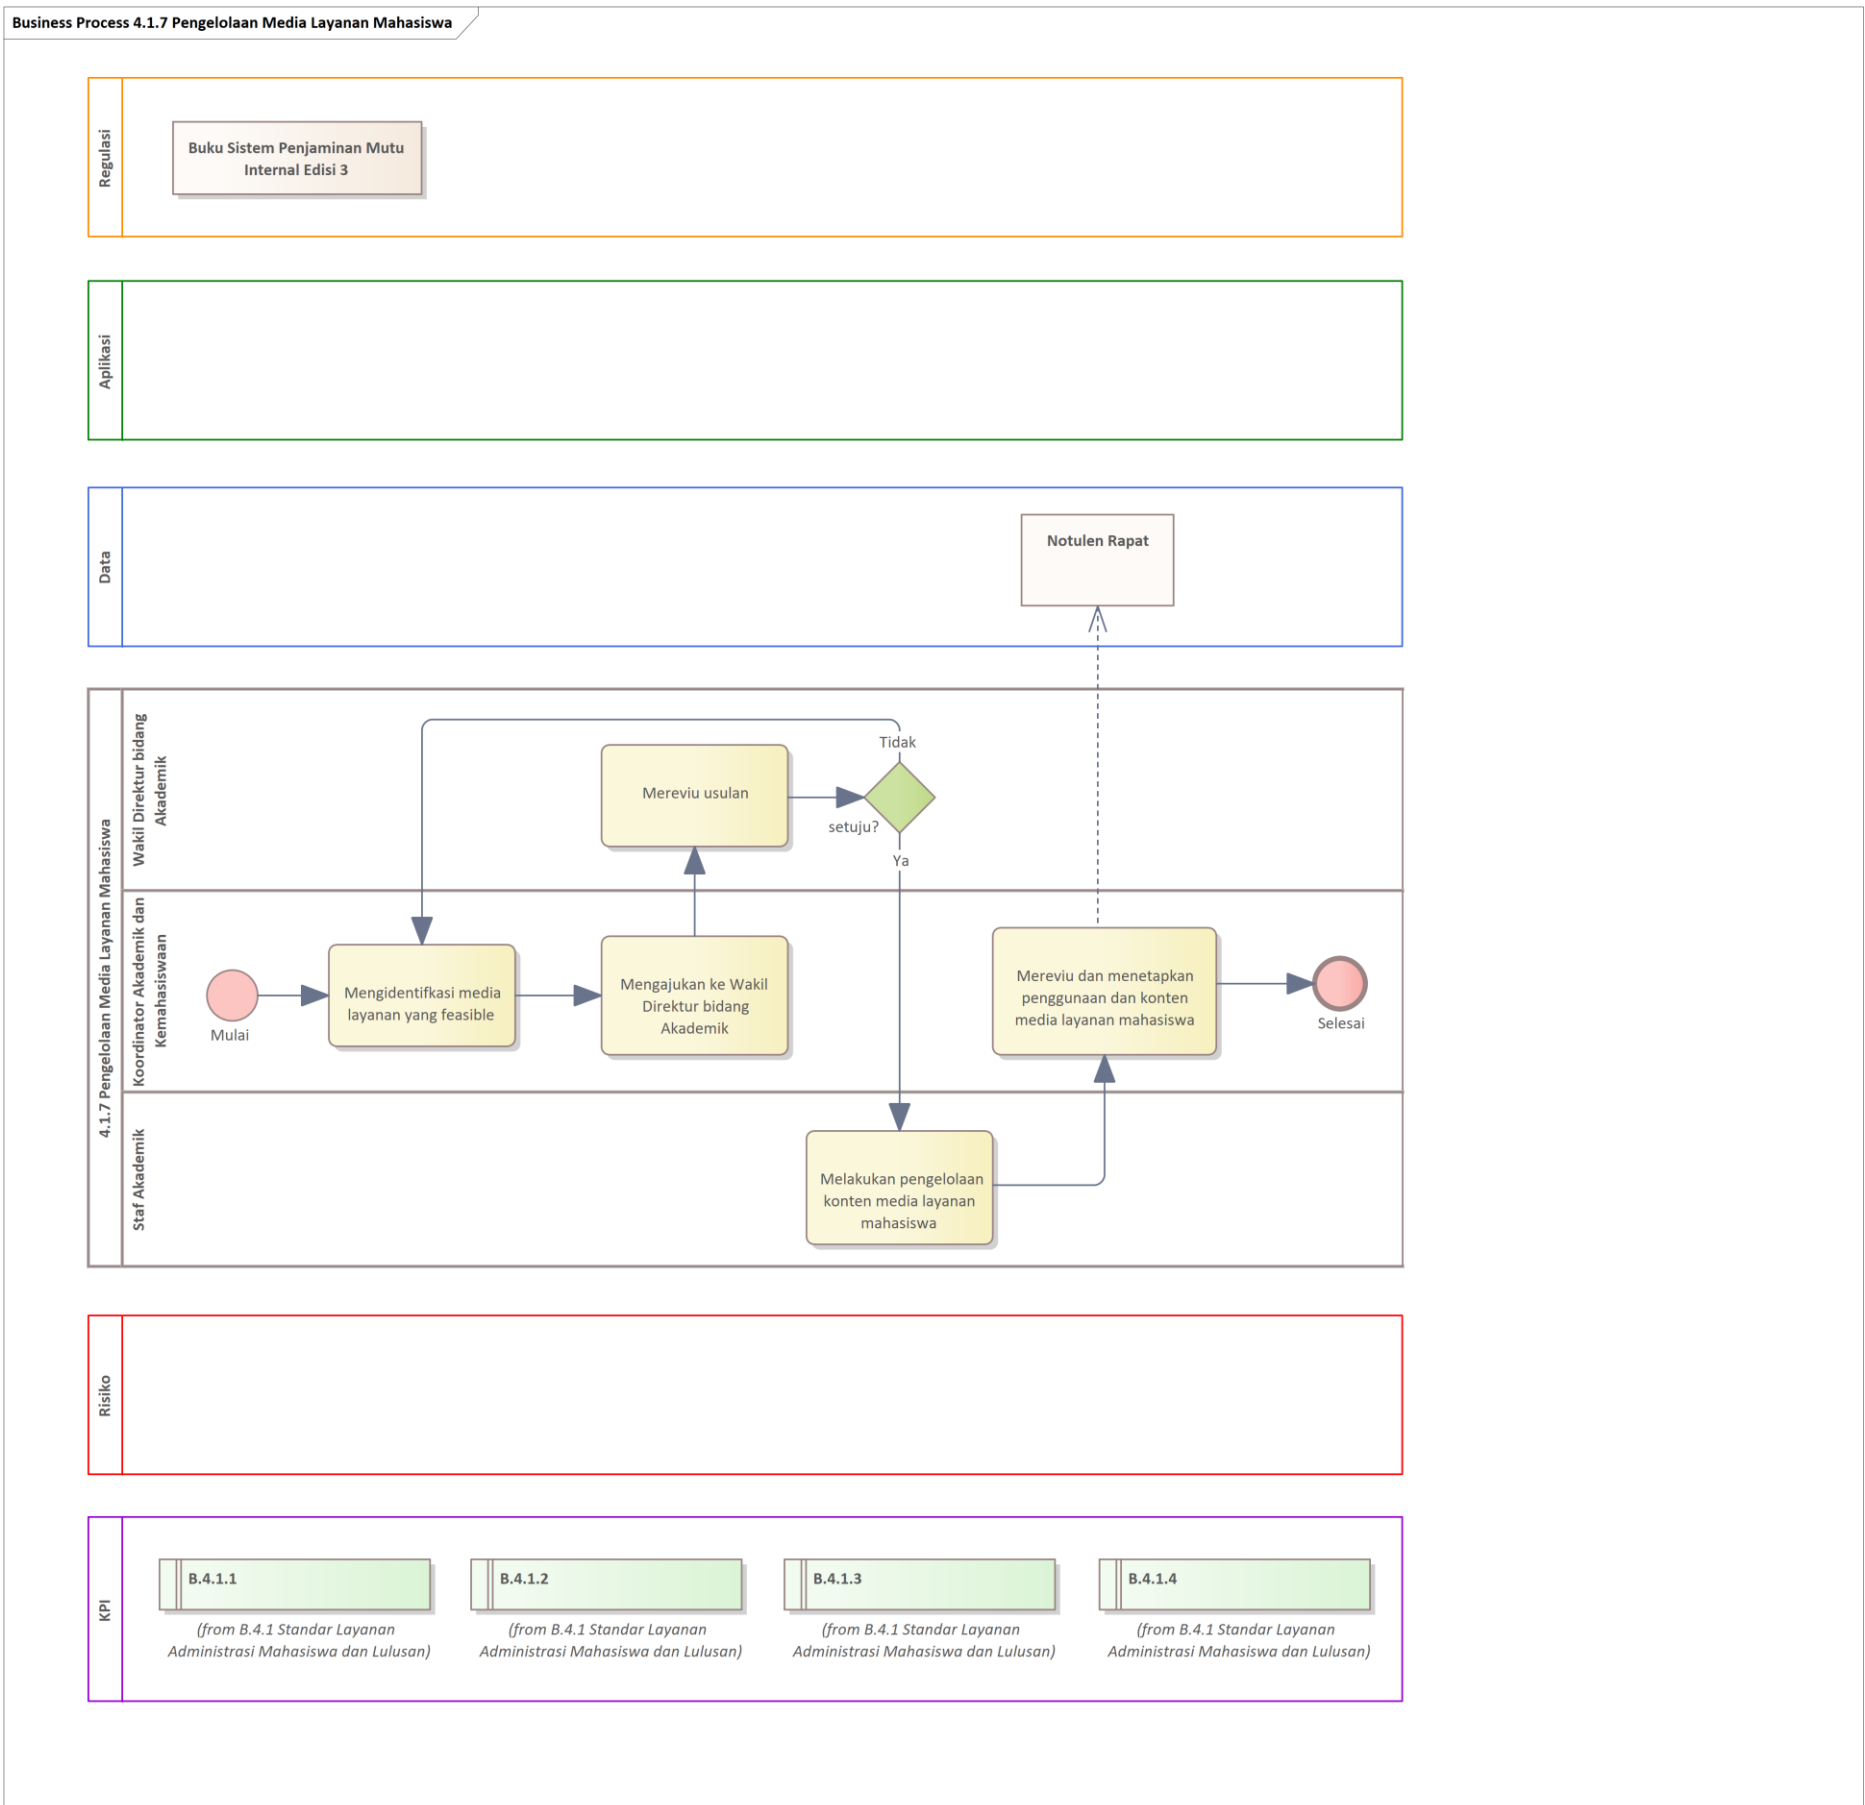 Business Process 4.1.7 Pengelolaan Media Layanan Mahasiswa
Regulasi
Buku Sistem Penjaminan Mutu
Internal Edisi 3
Aplikasi
Data
Notulen Rapat
4.1.7 Pengelolaan Media Layanan Mahasiswa
Wakil Direktur bidang
Akademik
Tidak
Mereviu usulan
setuju?
Ya
Koordinator Akademik dan
Kemahasiswaan
Mulai
Mengidentifkasi media
layanan yang feasible
Mengajukan ke Wakil
Direktur bidang
Akademik
Mereviu dan menetapkan
penggunaan dan konten
media layanan mahasiswa
Selesai
Staf Akademik
Melakukan pengelolaan
konten media layanan
mahasiswa
Risiko
KPI
B.4.1.1
(from B.4.1 Standar Layanan
Administrasi Mahasiswa dan Lulusan)
B.4.1.2
(from B.4.1 Standar Layanan
Administrasi Mahasiswa dan Lulusan)
B.4.1.3
(from B.4.1 Standar Layanan
Administrasi Mahasiswa dan Lulusan)
B.4.1.4
(from B.4.1 Standar Layanan
Administrasi Mahasiswa dan Lulusan)